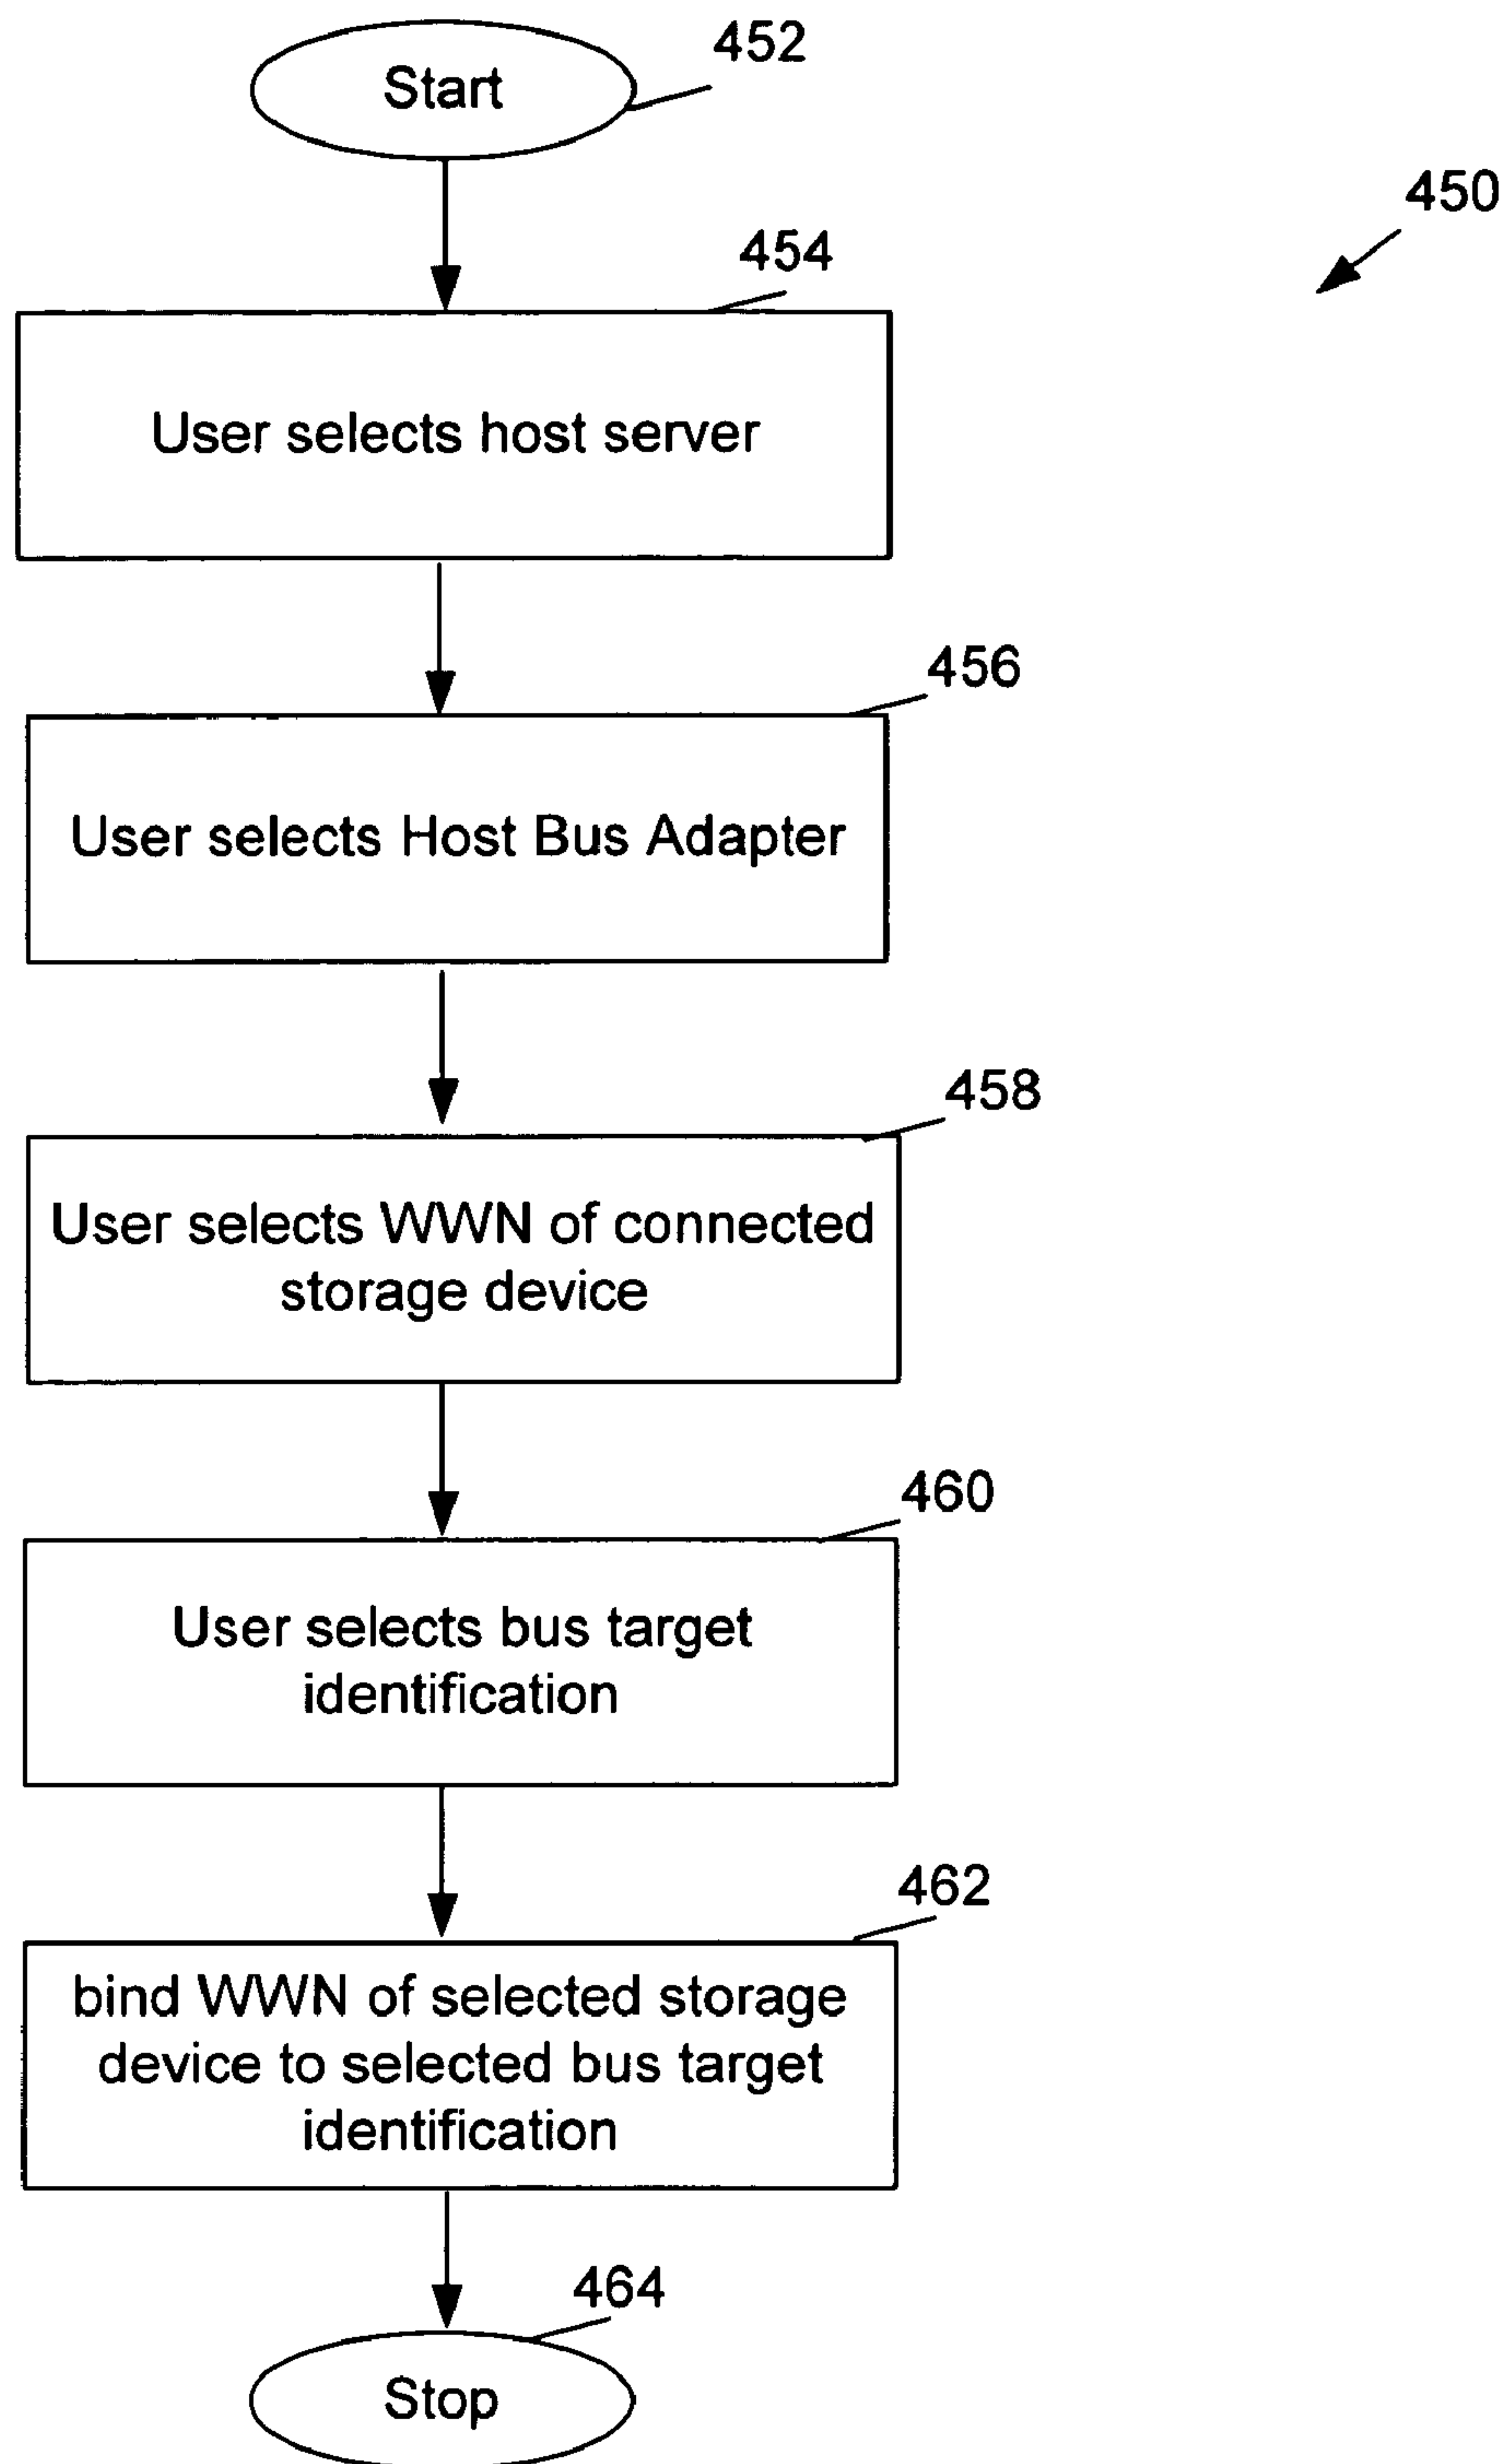 Start
452
450
454
User selects host server
456
User selects Host Bus Adapter
458
User selects WWN of connected
storage device
460
User selects bus target
identification
462
bind WWN of selected storage
device to selected bus target
identification
464
Stop